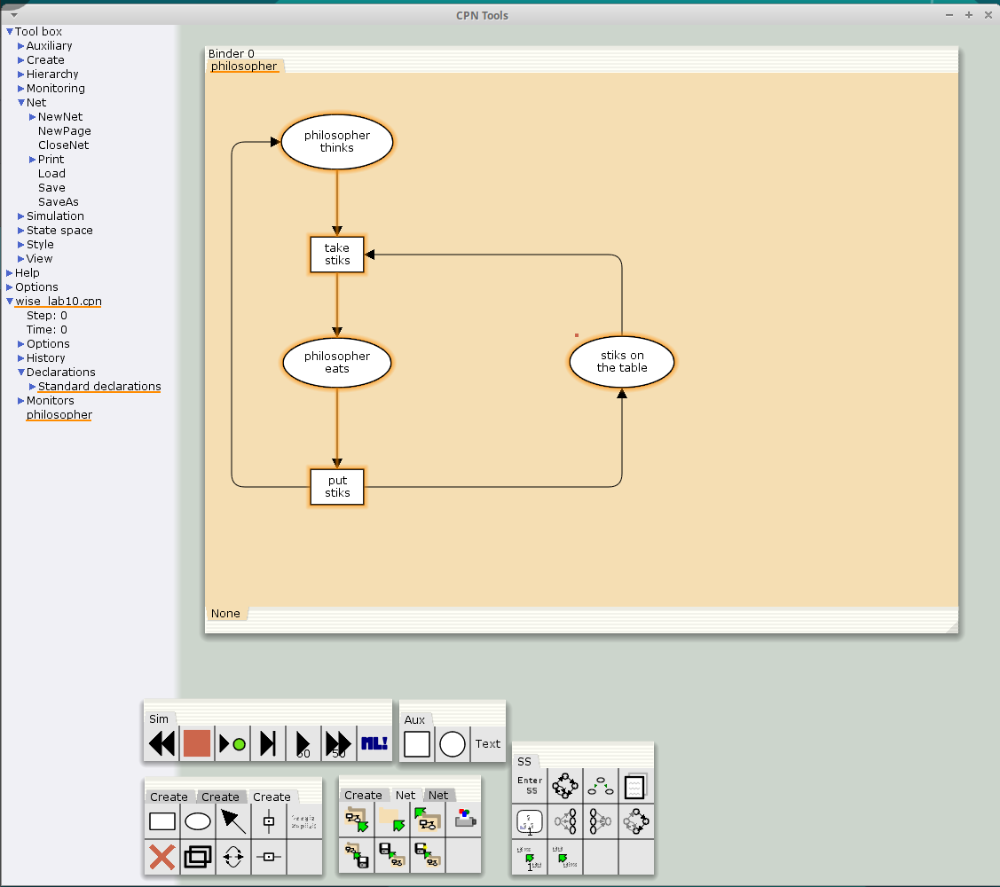 CPN Tools
Tool box
Auxiliary
Create
Hierarchy
Monitoring
Net
NewNet
NewPage
CloseNet
Print
Load
Save
SaveAs
Simulation
State space
Style
View
Help
Options
wise_lab10.cpn
Step: 0
Time: 0
Options
History
Declarations
Standard declarations
Monitors
philosopher
Binder 0
philosopher
philosopher
thinks
take
stiks
philosopher
eats
stiks on
the table
put
stiks
None
Sim
50
ML!
Aux
Text
SS
Enter
SS
1
1
Create
Create
Create
Create
Net
Net